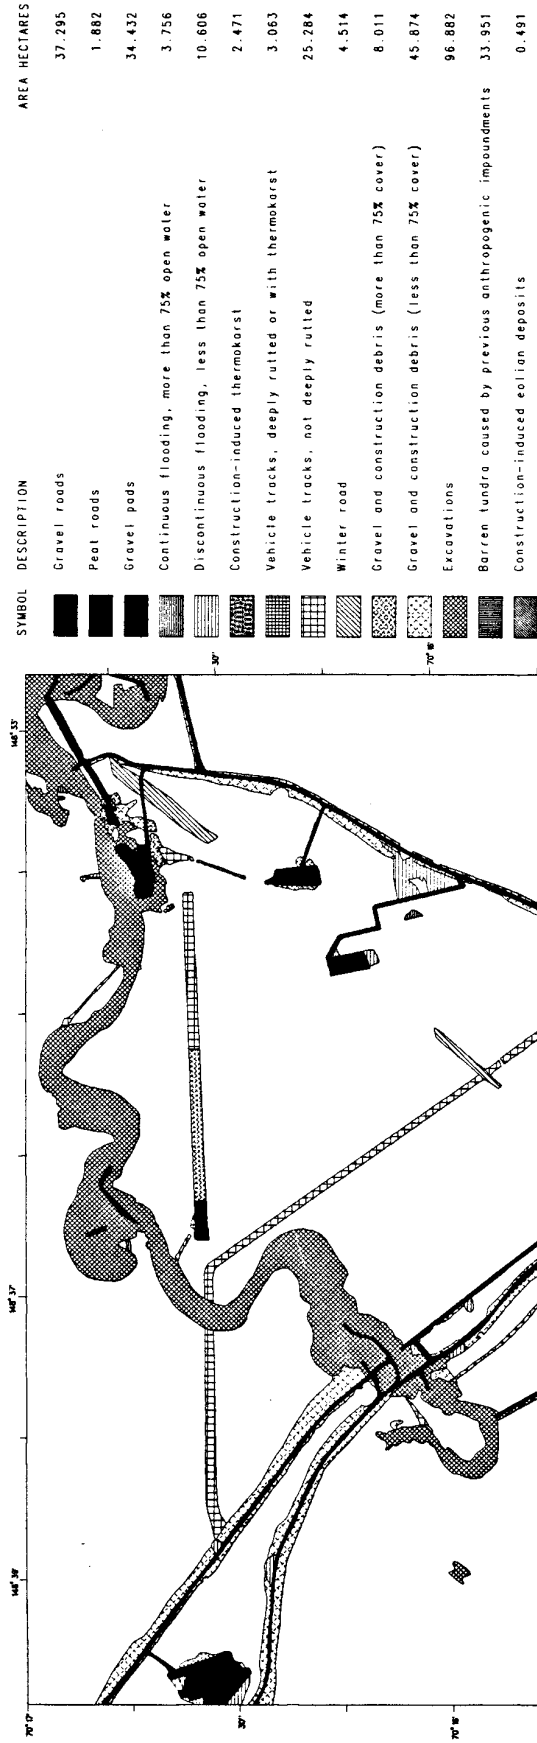 SYMBOL DESCRIPTION AREA HECTARES
Gravel roads 37.295
Peat roads 1.882
Gravel pads 34.432
Continuous flooding, more than 75% open water 3.756
Discontinuous flooding, less than 75% open water 10.606
Construction-induced thermokarst 2.471
Vehicle tracks, deeply rutted or with thermokarst 3.063
Vehicle tracks, not deeply rutted 25.284
Winter road 4.514
Gravel and construction debris (more than 75% cover) 8.011
Gravel and construction debris (less than 75% cover) 45.874
Excavations 96.882
Barren tundra caused by previous anthropogenic impoundments 33.951
Construction-induced eolian deposits 0.491
70° 17'
148° 37'
148° 33'
30"
30"
70° 16'
70° 16'